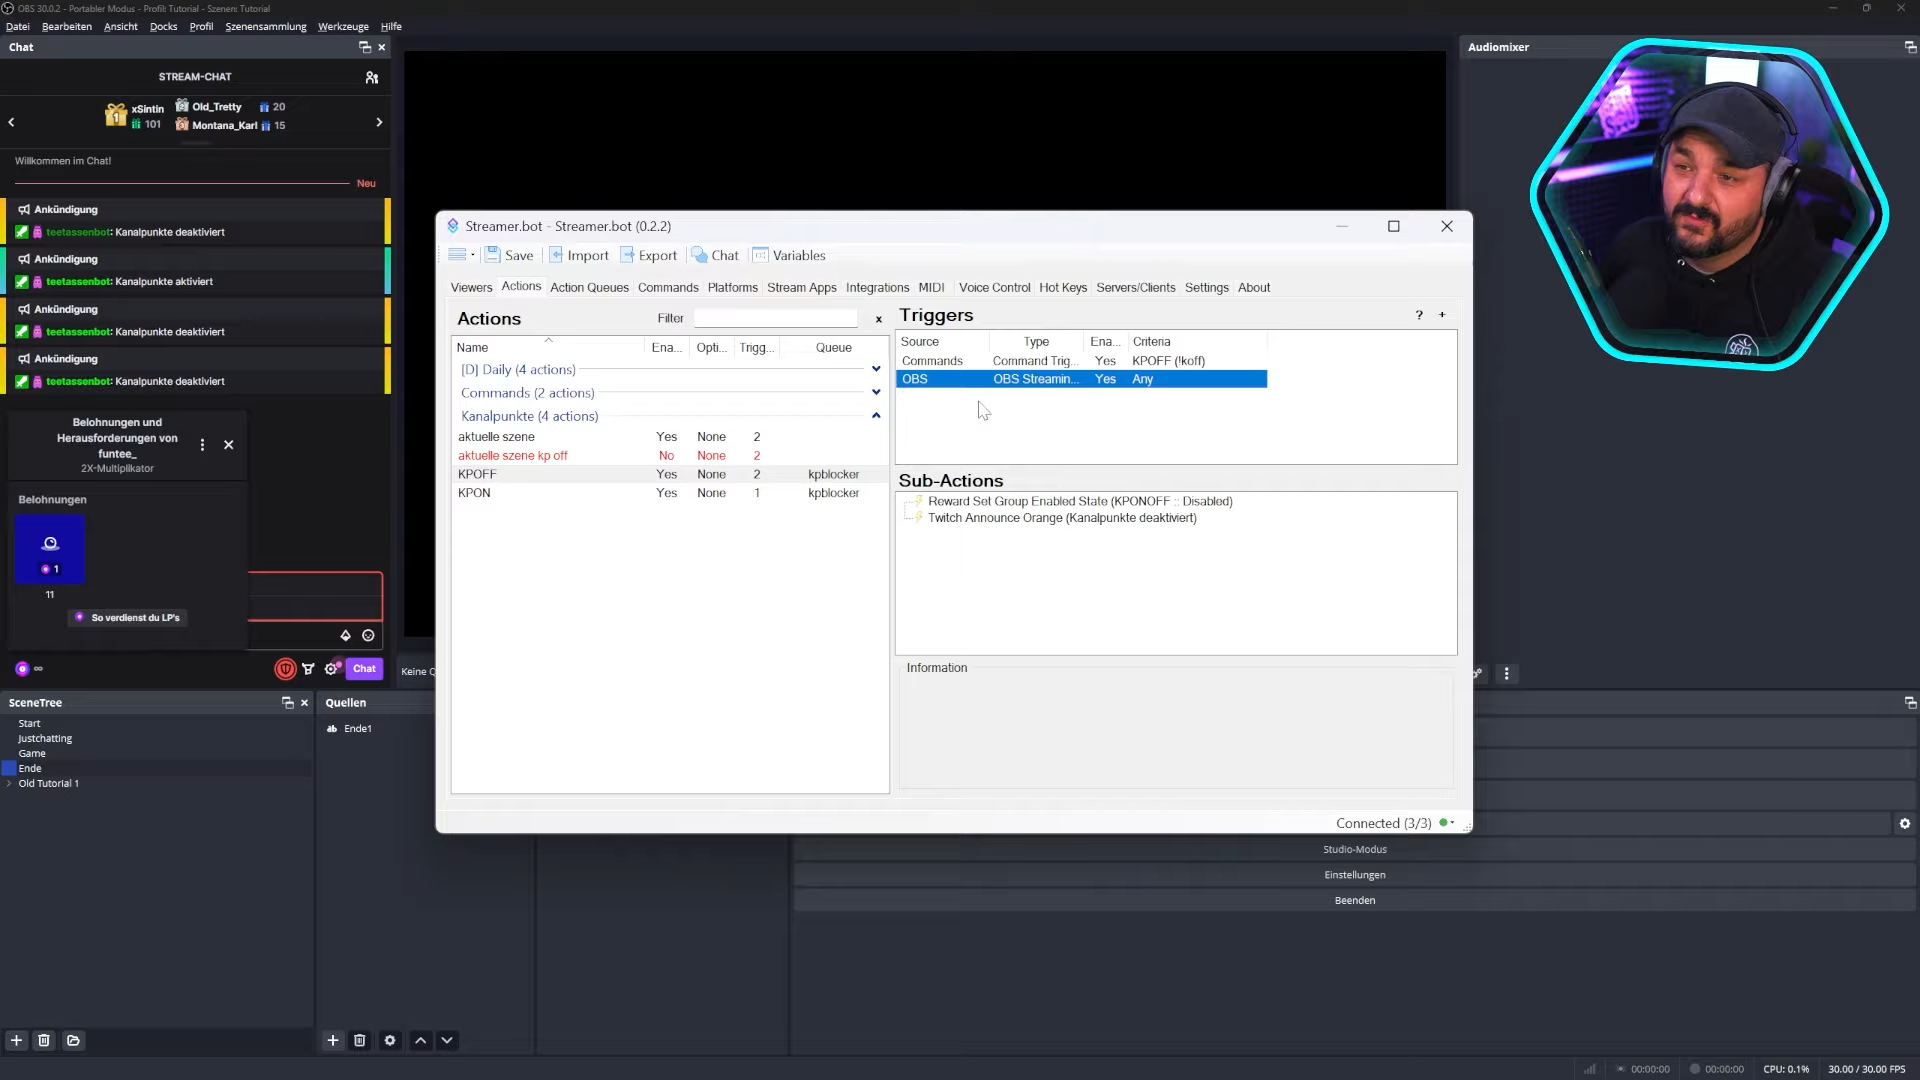 OBS 30.0.2 - Portabler Modus - Profil: Tutorial - Szenen: Tutorial
Datei Bearbeiten Ansicht Docks Profil Szenensammlung Werkzeuge Hilfe
Chat
STREAM-CHAT
1 xSintin 101
Old_Tretty 20
Montana_Karl 15
Willkommen im Chat!
Neu
Ankündigung
teetassenbot: Kanalpunkte deaktiviert
Ankündigung
teetassenbot: Kanalpunkte aktiviert
Ankündigung
teetassenbot: Kanalpunkte deaktiviert
Ankündigung
teetassenbot: Kanalpunkte deaktiviert
Belohnungen und
Herausforderungen von
funtee_
2X-Multiplikator
Belohnungen
1
11
So verdienst du LP's
Chat
SceneTree
Start
Justchatting
Game
Ende
Old Tutorial 1
Quellen
Ende1
Keine Q
Streamer.bot - Streamer.bot (0.2.2)
Save Import Export Chat Variables
Viewers Actions Action Queues Commands Platforms Stream Apps Integrations MIDI Voice Control Hot Keys Servers/Clients Settings About
Actions Filter x
Name Ena... Opti... Trigg... Queue
[D] Daily (4 actions)
Commands (2 actions)
Kanalpunkte (4 actions)
aktuelle szene Yes None 2
aktuelle szene kp off No None 2
KPOFF Yes None 2 kpblocker
KPON Yes None 1 kpblocker
Triggers ? +
Source Type Ena... Criteria
Commands Command Trig... Yes KPOFF (!koff)
OBS OBS Streamin... Yes Any
Sub-Actions
Reward Set Group Enabled State (KPONOFF :: Disabled)
Twitch Announce Orange (Kanalpunkte deaktiviert)
Information
Connected (3/3)
Audiomixer
Studio-Modus
Einstellungen
Beenden
00:00:00 00:00:00 CPU: 0.1% 30.00 / 30.00 FPS